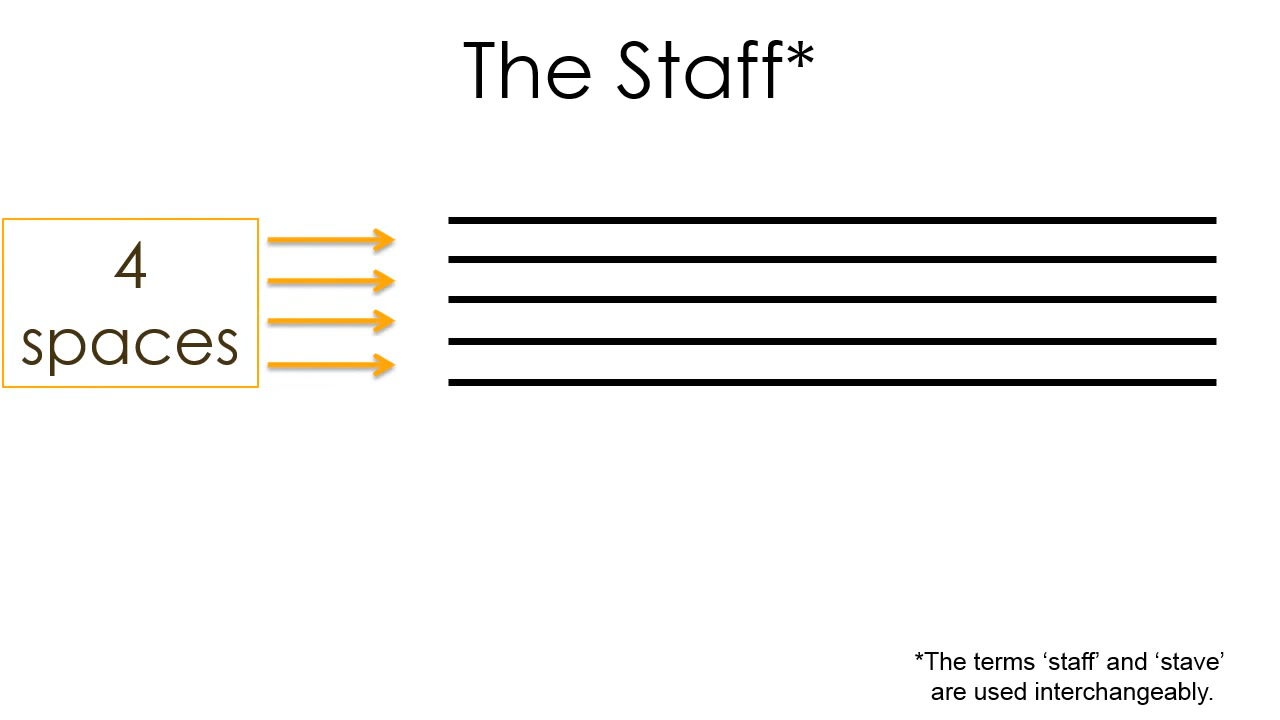 The Staff*
4
spaces
*The terms ‘staff’ and ‘stave’
are used interchangeably.